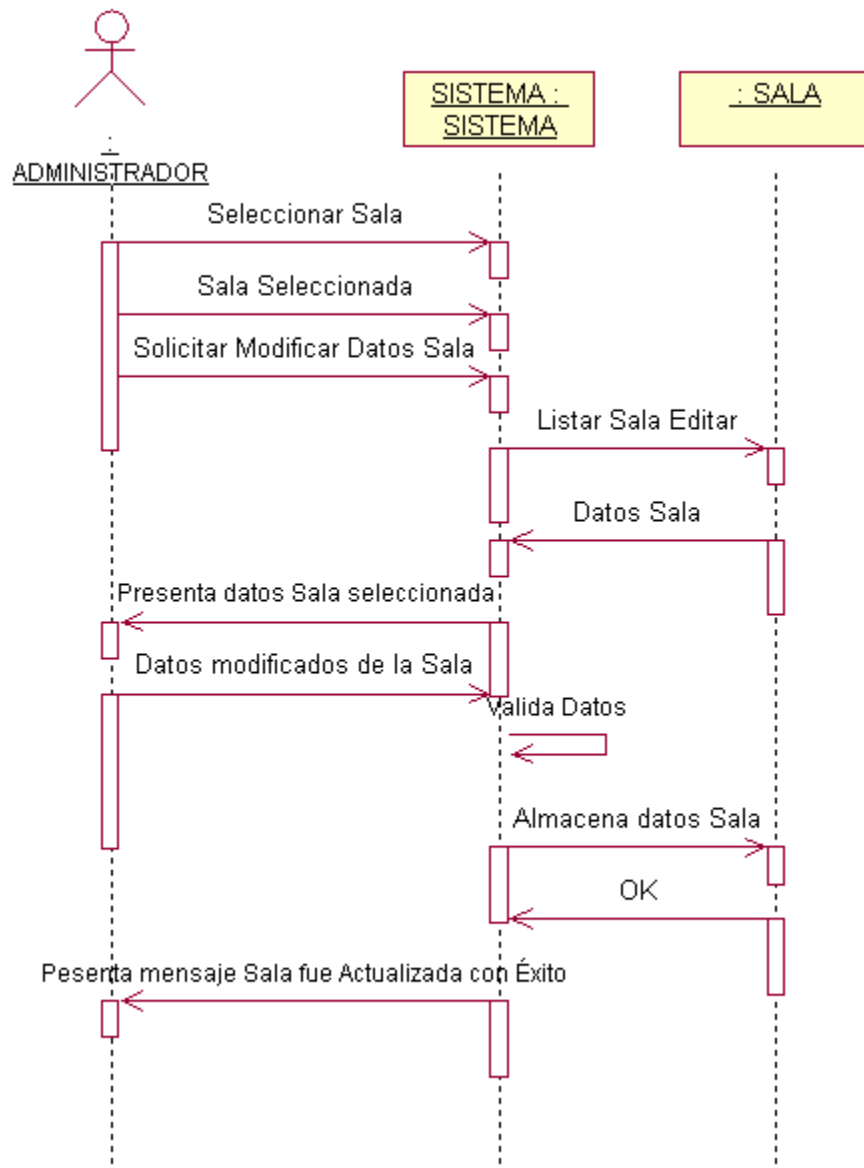 :
ADMINISTRADOR
SISTEMA :
SISTEMA
: SALA
Seleccionar Sala
Sala Seleccionada
Solicitar Modificar Datos Sala
Listar Sala Editar
Datos Sala
Presenta datos Sala seleccionada
Datos modificados de la Sala
Valida Datos
Almacena datos Sala
OK
Pesenta mensaje Sala fue Actualizada con Éxito